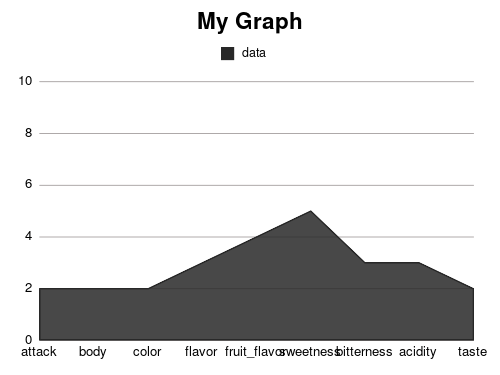 My Graph
data
10
8
6
4
2
0
attack body color flavor fruit_flavor sweetness bitterness acidity taste